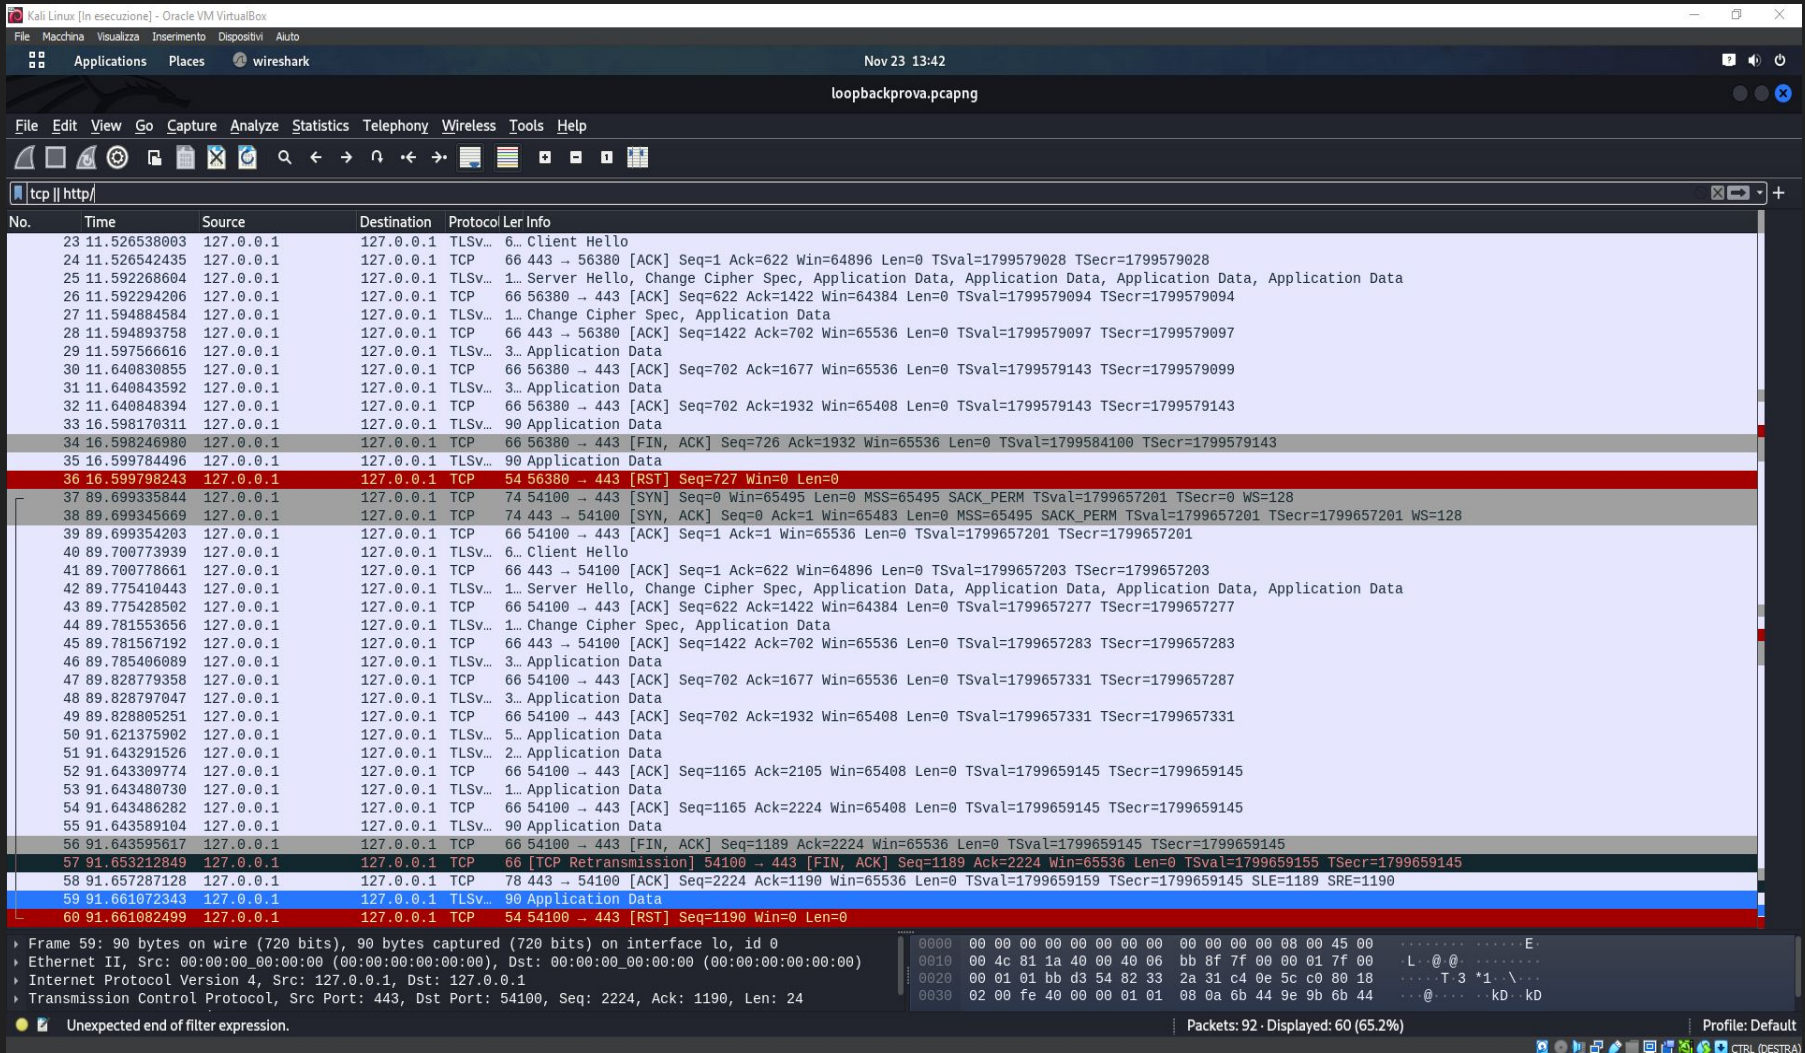 Kali Linux [In esecuzione] - Oracle VM VirtualBox
File Macchina Visualizza Inserimento Dispositivi Aiuto
Applications Places wireshark Nov 23 13:42
loopbackprova.pcapng
File Edit View Go Capture Analyze Statistics Telephony Wireless Tools Help
tcp || http/
No. Time Source Destination Protocol Ler Info
23 11.526538003 127.0.0.1 127.0.0.1 TLSv… 6… Client Hello
24 11.526542435 127.0.0.1 127.0.0.1 TCP 66 443 → 56380 [ACK] Seq=1 Ack=622 Win=64896 Len=0 TSval=1799579028 TSecr=1799579028
25 11.592268604 127.0.0.1 127.0.0.1 TLSv… 1… Server Hello, Change Cipher Spec, Application Data, Application Data, Application Data, Application Data
26 11.592294206 127.0.0.1 127.0.0.1 TCP 66 56380 → 443 [ACK] Seq=622 Ack=1422 Win=64384 Len=0 TSval=1799579094 TSecr=1799579094
27 11.594884584 127.0.0.1 127.0.0.1 TLSv… 1… Change Cipher Spec, Application Data
28 11.594893758 127.0.0.1 127.0.0.1 TCP 66 443 → 56380 [ACK] Seq=1422 Ack=702 Win=65536 Len=0 TSval=1799579097 TSecr=1799579097
29 11.597566616 127.0.0.1 127.0.0.1 TLSv… 3… Application Data
30 11.640830855 127.0.0.1 127.0.0.1 TCP 66 56380 → 443 [ACK] Seq=702 Ack=1677 Win=65536 Len=0 TSval=1799579143 TSecr=1799579099
31 11.640843592 127.0.0.1 127.0.0.1 TLSv… 3… Application Data
32 11.640848394 127.0.0.1 127.0.0.1 TCP 66 56380 → 443 [ACK] Seq=702 Ack=1932 Win=65408 Len=0 TSval=1799579143 TSecr=1799579143
33 16.598170311 127.0.0.1 127.0.0.1 TLSv… 90 Application Data
34 16.598246980 127.0.0.1 127.0.0.1 TCP 66 56380 → 443 [FIN, ACK] Seq=726 Ack=1932 Win=65536 Len=0 TSval=1799584100 TSecr=1799579143
35 16.599784496 127.0.0.1 127.0.0.1 TLSv… 90 Application Data
36 16.599798243 127.0.0.1 127.0.0.1 TCP 54 56380 → 443 [RST] Seq=727 Win=0 Len=0
37 89.699335844 127.0.0.1 127.0.0.1 TCP 74 54100 → 443 [SYN] Seq=0 Win=65495 Len=0 MSS=65495 SACK_PERM TSval=1799657201 TSecr=0 WS=128
38 89.699345669 127.0.0.1 127.0.0.1 TCP 74 443 → 54100 [SYN, ACK] Seq=0 Ack=1 Win=65483 Len=0 MSS=65495 SACK_PERM TSval=1799657201 TSecr=1799657201 WS=128
39 89.699354203 127.0.0.1 127.0.0.1 TCP 66 54100 → 443 [ACK] Seq=1 Ack=1 Win=65536 Len=0 TSval=1799657201 TSecr=1799657201
40 89.700773939 127.0.0.1 127.0.0.1 TLSv… 6… Client Hello
41 89.700778661 127.0.0.1 127.0.0.1 TCP 66 443 → 54100 [ACK] Seq=1 Ack=622 Win=64896 Len=0 TSval=1799657203 TSecr=1799657203
42 89.775410443 127.0.0.1 127.0.0.1 TLSv… 1… Server Hello, Change Cipher Spec, Application Data, Application Data, Application Data, Application Data
43 89.775428502 127.0.0.1 127.0.0.1 TCP 66 54100 → 443 [ACK] Seq=622 Ack=1422 Win=64384 Len=0 TSval=1799657277 TSecr=1799657277
44 89.781553656 127.0.0.1 127.0.0.1 TLSv… 1… Change Cipher Spec, Application Data
45 89.781567192 127.0.0.1 127.0.0.1 TCP 66 443 → 54100 [ACK] Seq=1422 Ack=702 Win=65536 Len=0 TSval=1799657283 TSecr=1799657283
46 89.785406089 127.0.0.1 127.0.0.1 TLSv… 3… Application Data
47 89.828779358 127.0.0.1 127.0.0.1 TCP 66 54100 → 443 [ACK] Seq=702 Ack=1677 Win=65536 Len=0 TSval=1799657331 TSecr=1799657287
48 89.828797047 127.0.0.1 127.0.0.1 TLSv… 3… Application Data
49 89.828805251 127.0.0.1 127.0.0.1 TCP 66 54100 → 443 [ACK] Seq=702 Ack=1932 Win=65408 Len=0 TSval=1799657331 TSecr=1799657331
50 91.621375902 127.0.0.1 127.0.0.1 TLSv… 5… Application Data
51 91.643291526 127.0.0.1 127.0.0.1 TLSv… 2… Application Data
52 91.643309774 127.0.0.1 127.0.0.1 TCP 66 54100 → 443 [ACK] Seq=1165 Ack=2105 Win=65408 Len=0 TSval=1799659145 TSecr=1799659145
53 91.643480730 127.0.0.1 127.0.0.1 TLSv… 1… Application Data
54 91.643486282 127.0.0.1 127.0.0.1 TCP 66 54100 → 443 [ACK] Seq=1165 Ack=2224 Win=65408 Len=0 TSval=1799659145 TSecr=1799659145
55 91.643589104 127.0.0.1 127.0.0.1 TLSv… 90 Application Data
56 91.643595617 127.0.0.1 127.0.0.1 TCP 66 54100 → 443 [FIN, ACK] Seq=1189 Ack=2224 Win=65536 Len=0 TSval=1799659145 TSecr=1799659145
57 91.653212849 127.0.0.1 127.0.0.1 TCP 66 [TCP Retransmission] 54100 → 443 [FIN, ACK] Seq=1189 Ack=2224 Win=65536 Len=0 TSval=1799659155 TSecr=1799659145
58 91.657287128 127.0.0.1 127.0.0.1 TCP 78 443 → 54100 [ACK] Seq=2224 Ack=1190 Win=65536 Len=0 TSval=1799659159 TSecr=1799659145 SLE=1189 SRE=1190
59 91.661072343 127.0.0.1 127.0.0.1 TLSv… 90 Application Data
60 91.661082499 127.0.0.1 127.0.0.1 TCP 54 54100 → 443 [RST] Seq=1190 Win=0 Len=0
Frame 59: 90 bytes on wire (720 bits), 90 bytes captured (720 bits) on interface lo, id 0
Ethernet II, Src: 00:00:00_00:00:00 (00:00:00:00:00:00), Dst: 00:00:00_00:00:00 (00:00:00:00:00:00)
Internet Protocol Version 4, Src: 127.0.0.1, Dst: 127.0.0.1
Transmission Control Protocol, Src Port: 443, Dst Port: 54100, Seq: 2224, Ack: 1190, Len: 24
0000 00 00 00 00 00 00 00 00 00 00 00 00 08 00 45 00 ········ ······E·
0010 00 4c 81 1a 40 00 40 06 bb 8f 7f 00 00 01 7f 00 ·L··@·@· ········
0020 00 01 01 bb d3 54 82 33 2a 31 c4 0e 5c c0 80 18 ·····T·3 *1··\···
0030 02 00 fe 40 00 00 01 01 08 0a 6b 44 9e 9b 6b 44 ···@···· ··kD··kD
Unexpected end of filter expression. Packets: 92 · Displayed: 60 (65.2%) Profile: Default
CTRL (DESTRA)